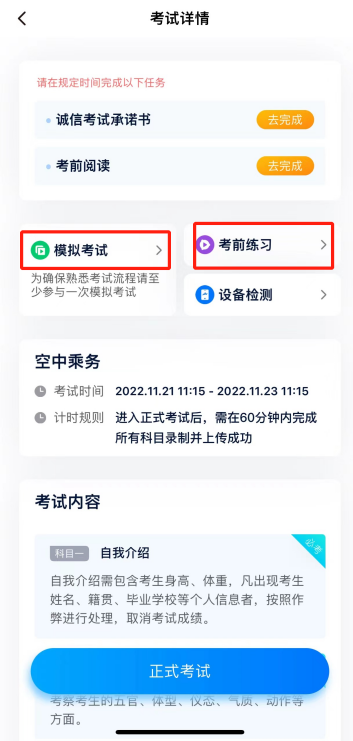 考试详情
请在规定时间完成以下任务
诚信考试承诺书
去完成
考前阅读
去完成
模拟考试
为确保熟悉考试流程请至
少参与一次模拟考试
考前练习
设备检测
空中乘务
考试时间 2022.11.21 11:15 - 2022.11.23 11:15
计时规则 进入正式考试后，需在60分钟内完成
所有科目录制并上传成功
考试内容
必考
科目一 自我介绍
自我介绍需包含考生身高、体重，凡出现考生
姓名、籍贯、毕业学校等个人信息者，按照作
弊进行处理，取消考试成绩。
正式考试
考察考生的五官、体型、仪态、气质、动作等
方面。